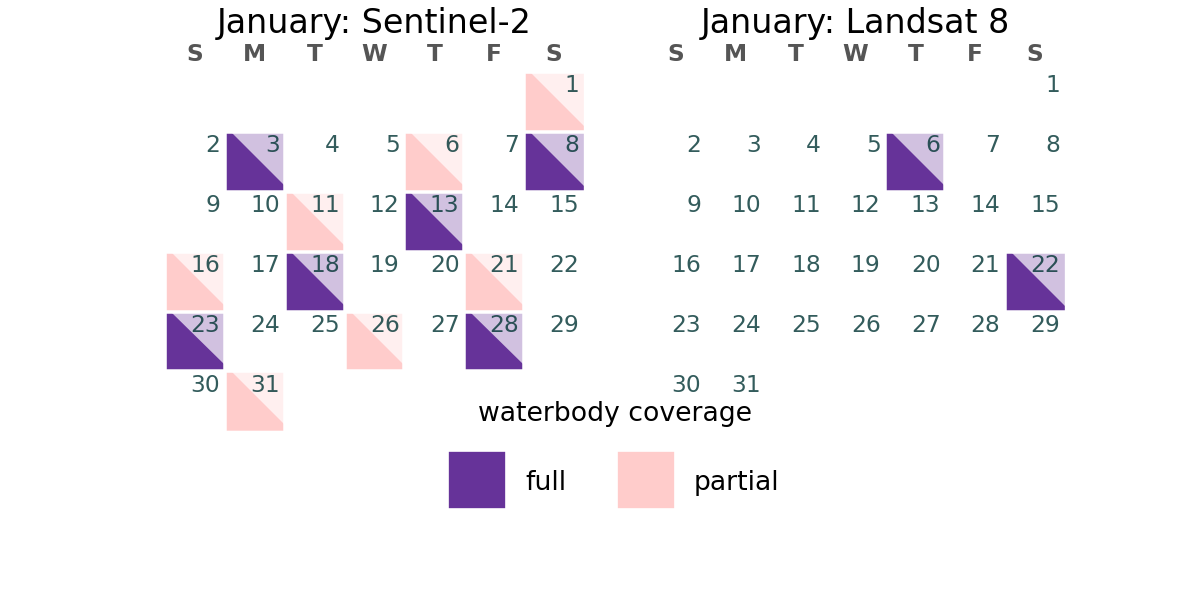 January: Sentinel-2
S M T W T F S
1
2 3 4 5 6 7 8
9 10 11 12 13 14 15
16 17 18 19 20 21 22
23 24 25 26 27 28 29
30 31
January: Landsat 8
S M T W T F S
1
2 3 4 5 6 7 8
9 10 11 12 13 14 15
16 17 18 19 20 21 22
23 24 25 26 27 28 29
30 31
waterbody coverage
full partial